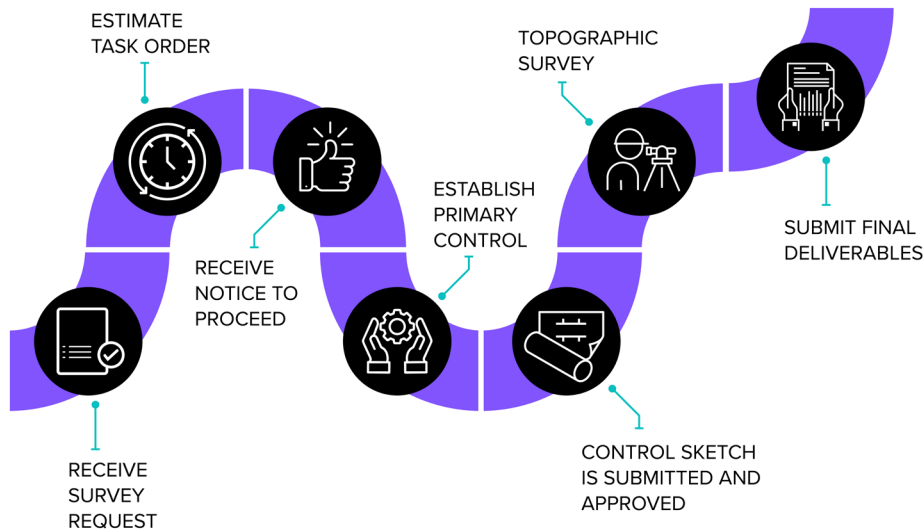 RECEIVE
SURVEY
REQUEST
ESTIMATE
TASK ORDER
RECEIVE
NOTICE TO
PROCEED
ESTABLISH
PRIMARY
CONTROL
CONTROL SKETCH
IS SUBMITTED AND
APPROVED
TOPOGRAPHIC
SURVEY
SUBMIT FINAL
DELIVERABLES